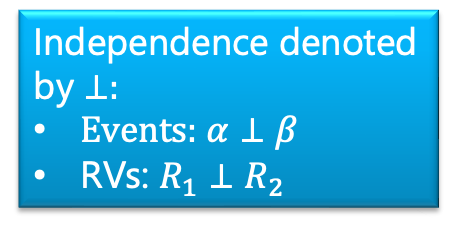 Independence denoted
by ⊥:
• Events: α ⊥ β
• RVs: R₁ ⊥ R₂